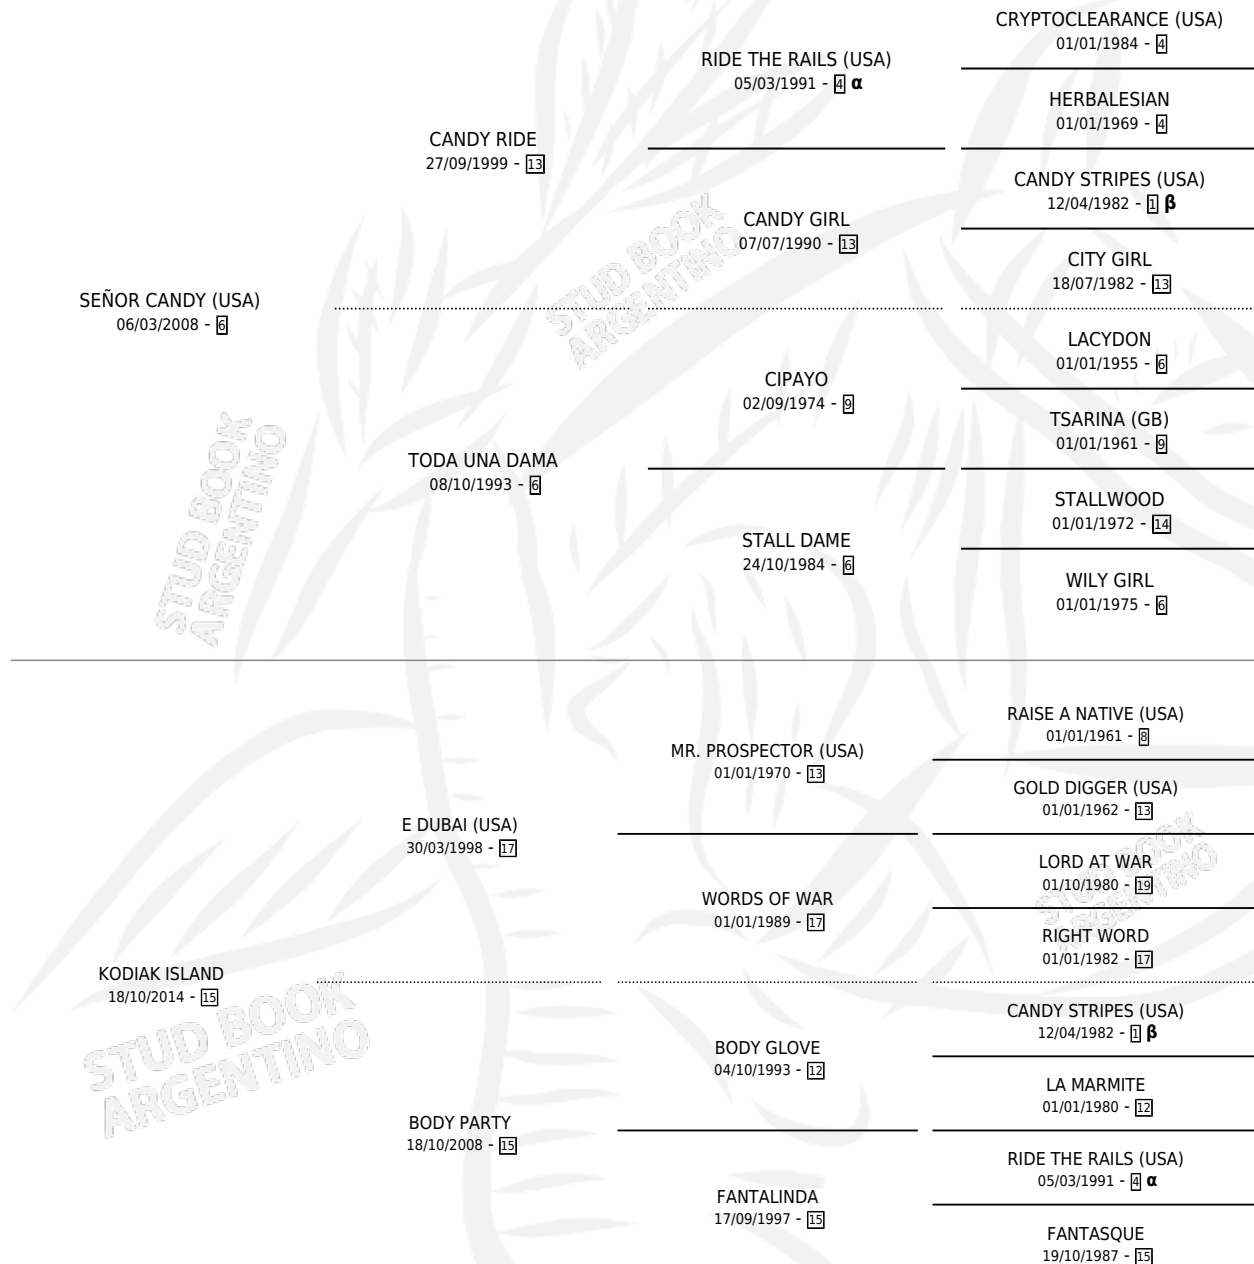 CRYPTOCLEARANCE (USA)
01/01/1984 - 4
RIDE THE RAILS (USA)
05/03/1991 - 4 α
HERBALESIAN
01/01/1969 - 4
CANDY RIDE
27/09/1999 - 13
CANDY STRIPES (USA)
12/04/1982 - 1 β
CANDY GIRL
07/07/1990 - 13
CITY GIRL
18/07/1982 - 13
SEÑOR CANDY (USA)
06/03/2008 - 6
LACYDON
01/01/1955 - 6
CIPAYO
02/09/1974 - 9
TSARINA (GB)
01/01/1961 - 9
TODA UNA DAMA
08/10/1993 - 6
STALLWOOD
01/01/1972 - 14
STALL DAME
24/10/1984 - 6
WILY GIRL
01/01/1975 - 6
RAISE A NATIVE (USA)
01/01/1961 - 8
MR. PROSPECTOR (USA)
01/01/1970 - 13
GOLD DIGGER (USA)
01/01/1962 - 13
E DUBAI (USA)
30/03/1998 - 17
LORD AT WAR
01/10/1980 - 19
WORDS OF WAR
01/01/1989 - 17
RIGHT WORD
01/01/1982 - 17
KODIAK ISLAND
18/10/2014 - 15
CANDY STRIPES (USA)
12/04/1982 - 1 β
BODY GLOVE
04/10/1993 - 12
LA MARMITE
01/01/1980 - 12
BODY PARTY
18/10/2008 - 15
RIDE THE RAILS (USA)
05/03/1991 - 4 α
FANTALINDA
17/09/1997 - 15
FANTASQUE
19/10/1987 - 15
STUD BOOK
ARGENTINO
STUD BOOK
ARGENTINO
STUD BOOK
ARGENTINO
STUD BOOK
ARGENTINO